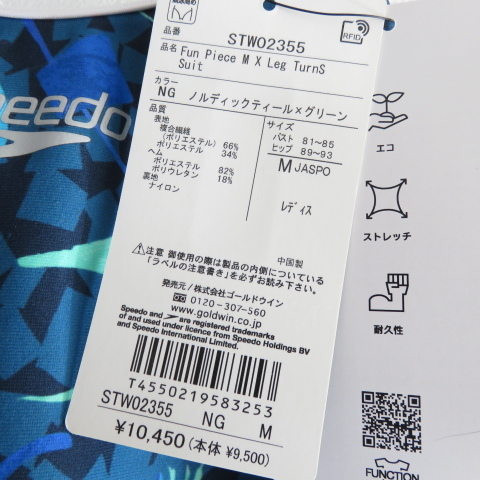 品番 STW02355
RFID
品名 Fun Piece M X Leg TurnS
Suit
カラー
NG ノルディックティール×グリーン
品質
表地
複合繊維
(ポリエステル) 66%
ポリエステル 34%
ヘム
ポリエステル 82%
ポリウレタン 18%
裏地
ナイロン
サイズ
バスト 81~85
ヒップ 89~93
M JASPO
レディス
中国製
⚠注意 御使用の際は製品の内側についている
「ラベルの注意書き」を必ずお読み下さい。
発売元/株式会社ゴールドウイン
0120-307-560
www.goldwin.co.jp
Speedo and are registered trademarks
of and used under licence from Speedo Holdings BV
and Speedo International Limited.
T4550219583253
STW02355 NG M
¥10,450(本体 ¥9,500)
speedo
エコ
ストレッチ
耐久性
FUNCTION